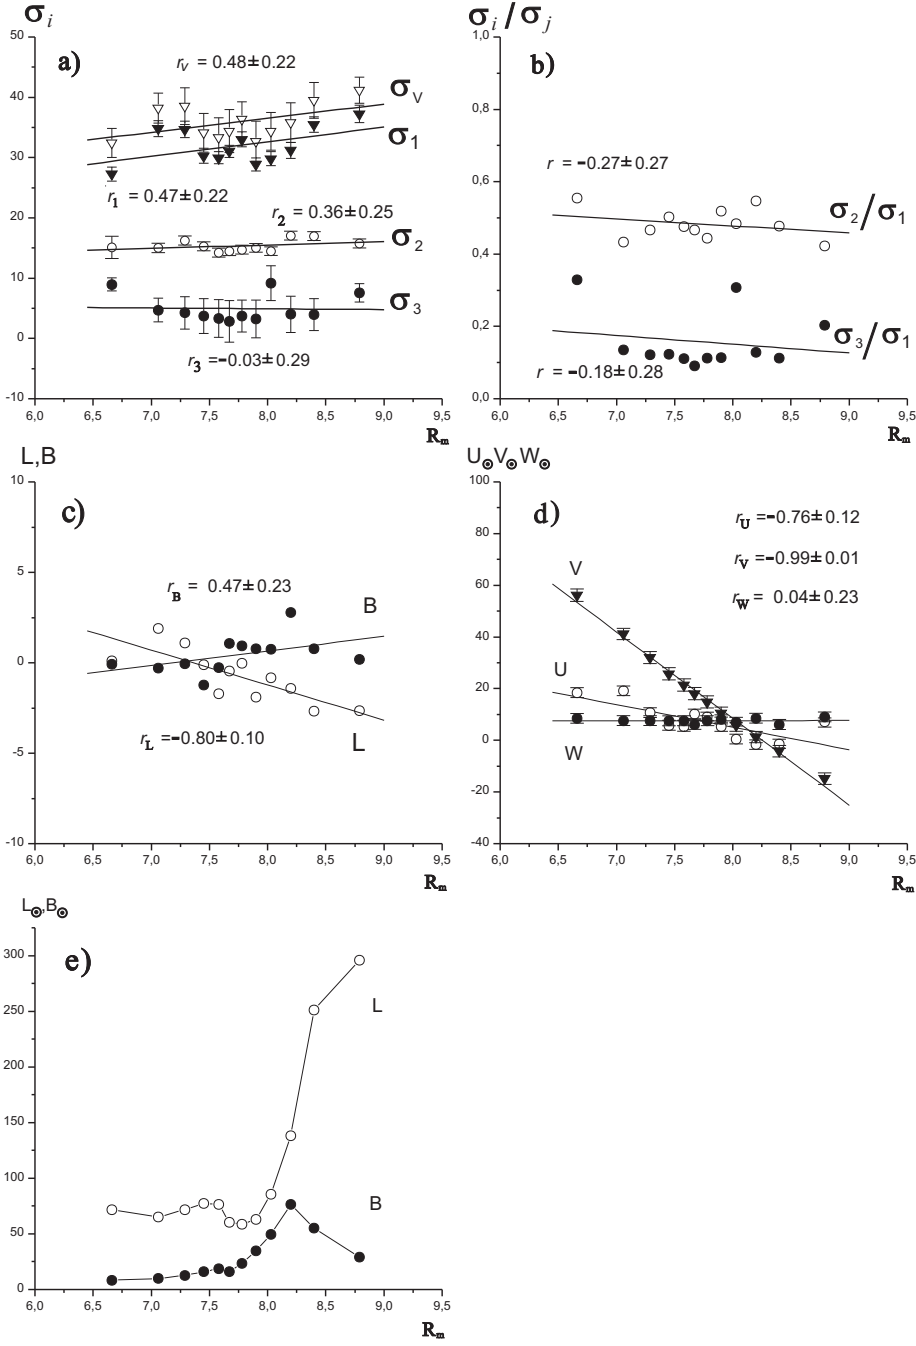 σi
50
40
30
20
10
0
-10
a)
rV = 0.48±0.22
σV
σ1
r1 = 0.47±0.22
r2 = 0.36±0.25
σ2
σ3
r3 =−0.03±0.29
6,0 6,5 7,0 7,5 8,0 8,5 9,0 9,5
Rm
σi/σj
1,0
0,8
0,6
0,4
0,2
0,0
b)
r = −0.27±0.27
σ2/σ1
σ3/σ1
r = −0.18±0.28
6,0 6,5 7,0 7,5 8,0 8,5 9,0 9,5
Rm
L,B
10
5
0
-5
-10
c)
rB = 0.47±0.23
B
rL = −0.80±0.10
L
6,0 6,5 7,0 7,5 8,0 8,5 9,0 9,5
Rm
U⊙V⊙W⊙
100
80
60
40
20
0
-20
-40
d)
rU =−0.76±0.12
rV =−0.99±0.01
rW = 0.04±0.23
V
U
W
6,0 6,5 7,0 7,5 8,0 8,5 9,0 9,5
Rm
L⊙,B⊙
300
250
200
150
100
50
0
e)
L
B
6,0 6,5 7,0 7,5 8,0 8,5 9,0 9,5
Rm